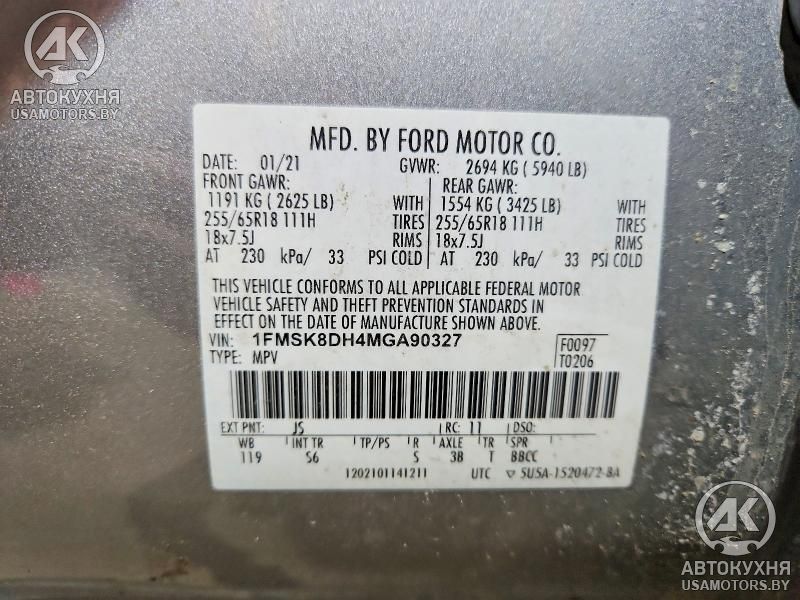 AK
АВТОКУХНЯ
USAMOTORS.BY
MFD. BY FORD MOTOR CO.
DATE: 01/21 GVWR: 2694 KG ( 5940 LB)
FRONT GAWR: REAR GAWR:
1191 KG ( 2625 LB) WITH 1554 KG ( 3425 LB) WITH
255/65R18 111H TIRES 255/65R18 111H TIRES
18x7.5J RIMS 18x7.5J RIMS
AT 230 kPa/ 33 PSI COLD AT 230 kPa/ 33 PSI COLD
THIS VEHICLE CONFORMS TO ALL APPLICABLE FEDERAL MOTOR
VEHICLE SAFETY AND THEFT PREVENTION STANDARDS IN
EFFECT ON THE DATE OF MANUFACTURE SHOWN ABOVE.
VIN: 1FMSK8DH4MGA90327 F0097
TYPE: MPV T0206
EXT PNT: JS RC: 11 DSO:
WB INT TR TP/PS R AXLE TR SPR
119 S6 S 3B T BBCC
1202101141211 UTC ▽ 5U5A-1520472-BA
AK
АВТОКУХНЯ
USAMOTORS.BY